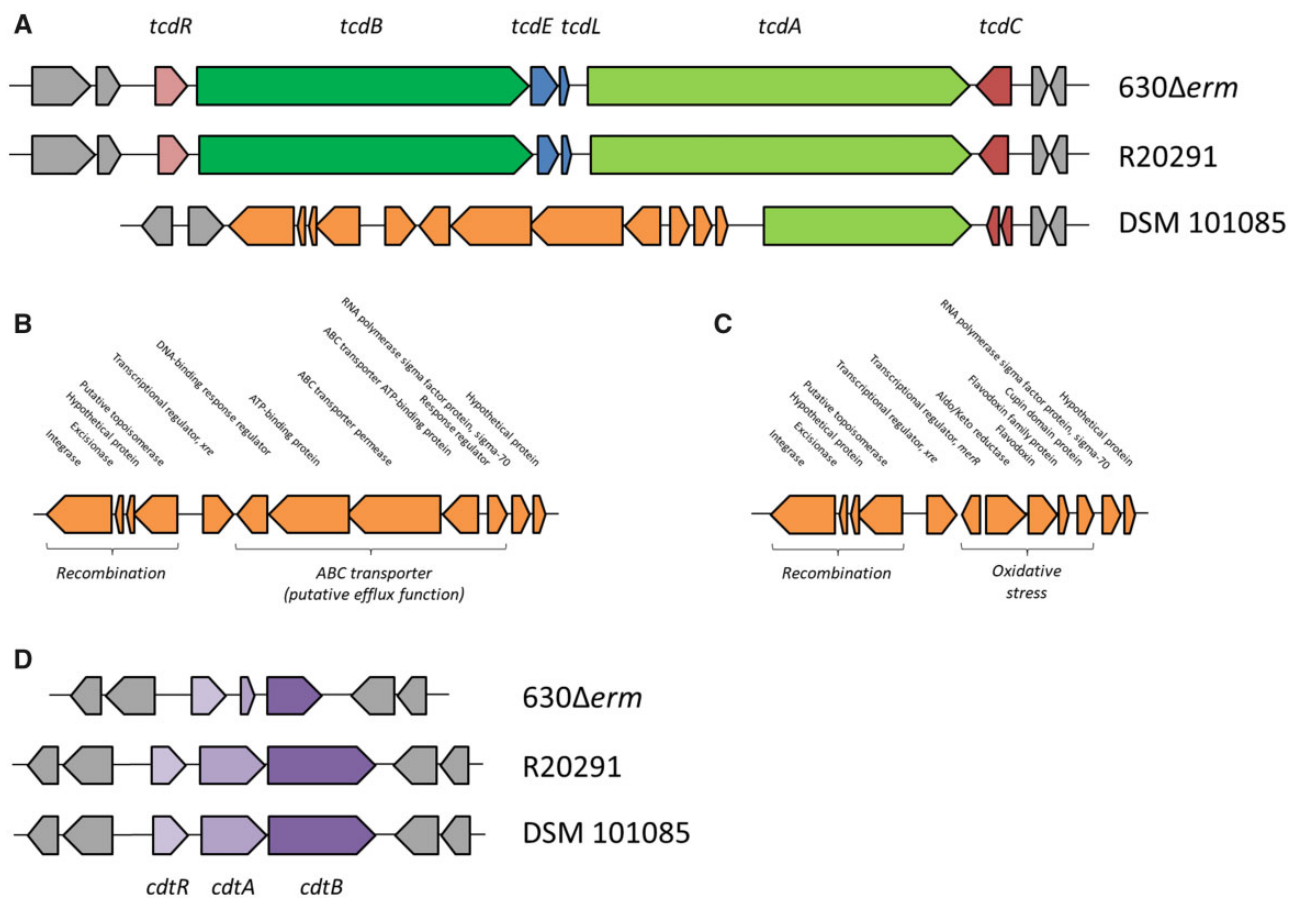 A
tcdR tcdB tcdE tcdL tcdA tcdC
630Δerm
R20291
DSM 101085
B
Integrase
Excisionase
Hypothetical protein
Putative topoisomerase
Transcriptional regulator, xre
DNA-binding response regulator
ATP-binding protein
ABC transporter permease
ABC transporter ATP-binding protein
Response regulator
RNA polymerase sigma factor protein, sigma-70
Hypothetical protein
Recombination
ABC transporter
(putative efflux function)
C
Integrase
Excisionase
Hypothetical protein
Putative topoisomerase
Transcriptional regulator, xre
Transcriptional regulator, merR
Aldo/Keto reductase
Flavodoxin
Flavodoxin family protein
Cupin domain protein
RNA polymerase sigma factor protein, sigma-70
Hypothetical protein
Recombination
Oxidative
stress
D
630Δerm
R20291
DSM 101085
cdtR cdtA cdtB